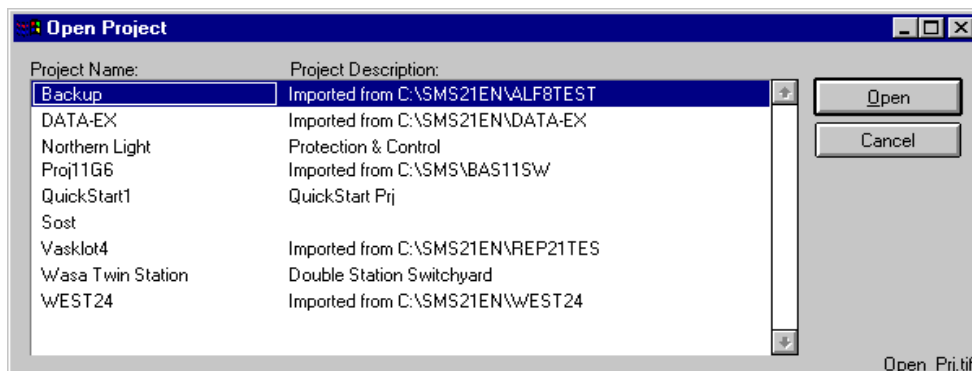 Open Project
Project Name: Project Description:
Backup Imported from C:\SMS21EN\ALF8TEST
Open
DATA-EX Imported from C:\SMS21EN\DATA-EX
Cancel
Northern Light Protection & Control
Proj11G6 Imported from C:\SMS\BAS11SW
QuickStart1 QuickStart Prj
Sost
Vasklot4 Imported from C:\SMS21EN\REP21TES
Wasa Twin Station Double Station Switchyard
WEST24 Imported from C:\SMS21EN\WEST24
Open_Prj.tif